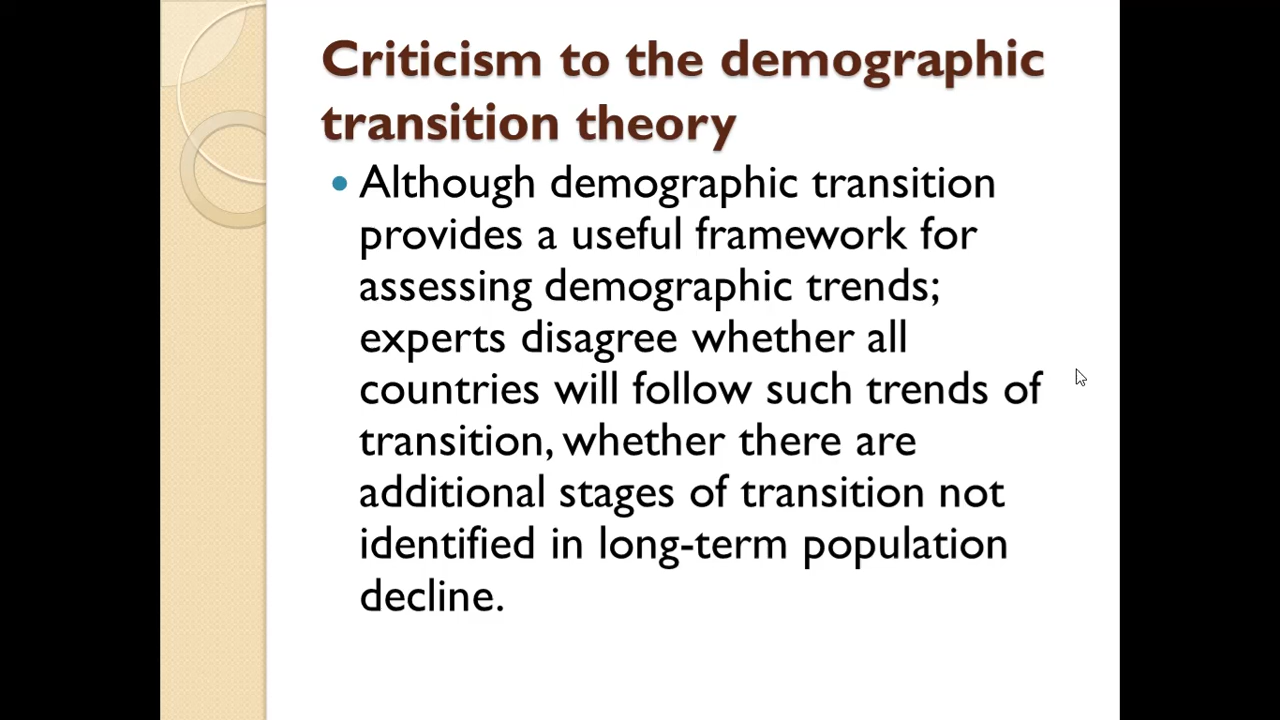 Criticism to the demographic
transition theory
• Although demographic transition
provides a useful framework for
assessing demographic trends;
experts disagree whether all
countries will follow such trends of
transition, whether there are
additional stages of transition not
identified in long-term population
decline.